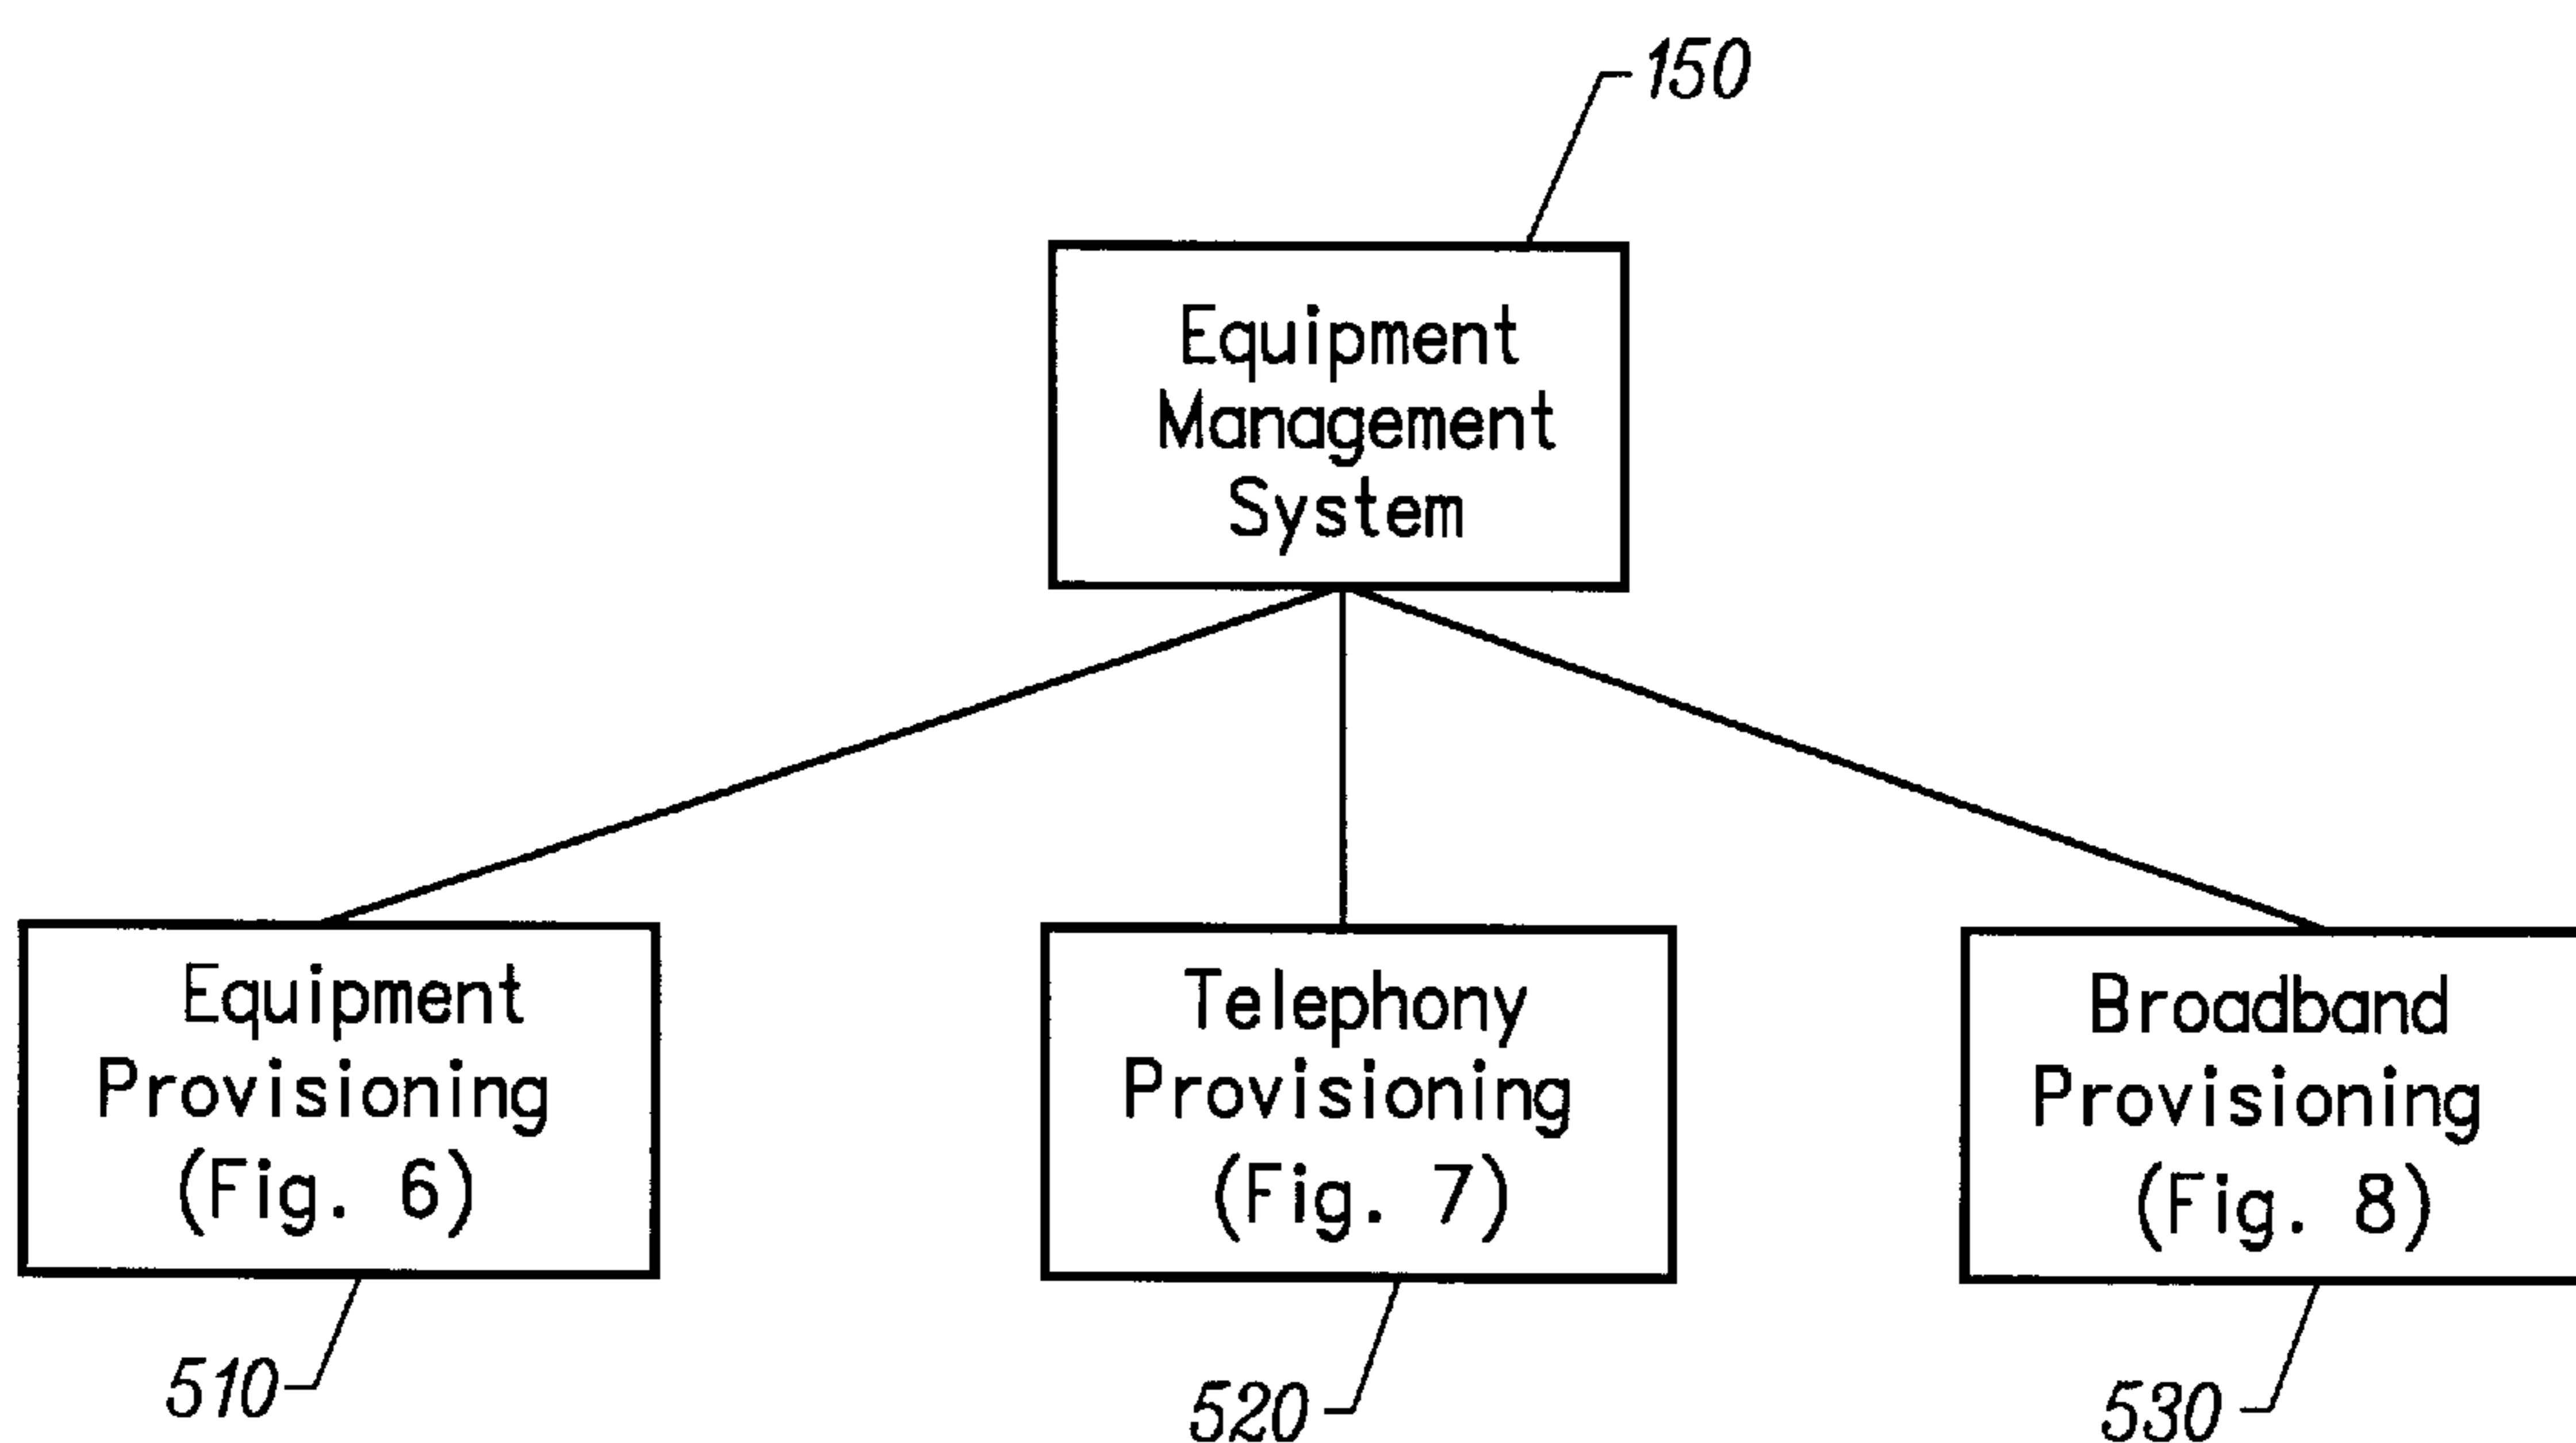 150
Equipment
Management
System
Equipment
Provisioning
(Fig. 6)
Telephony
Provisioning
(Fig. 7)
Broadband
Provisioning
(Fig. 8)
510
520
530